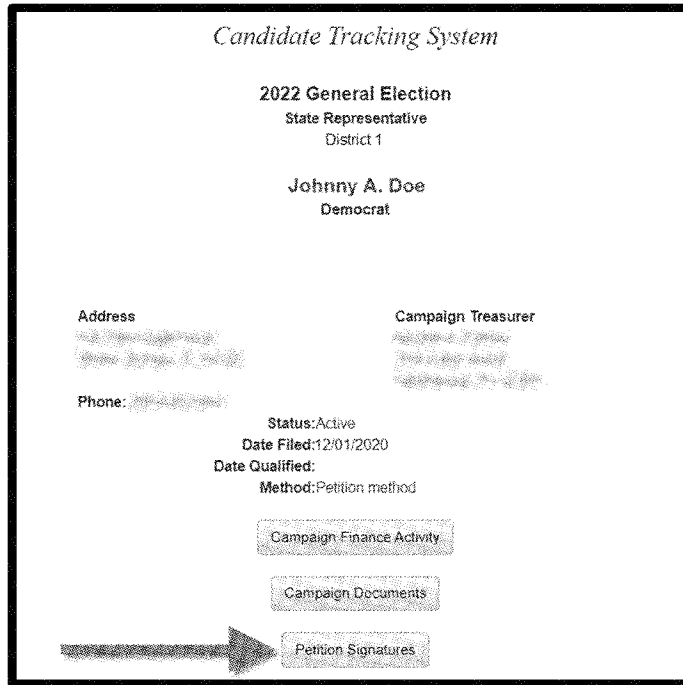 Candidate Tracking System
2022 General Election
State Representative
District 1
Johnny A. Doe
Democrat
Address
Campaign Treasurer
Phone:
Status:Active
Date Filed:12/01/2020
Date Qualified:
Method:Petition method
Campaign Finance Activity
Campaign Documents
Petition Signatures